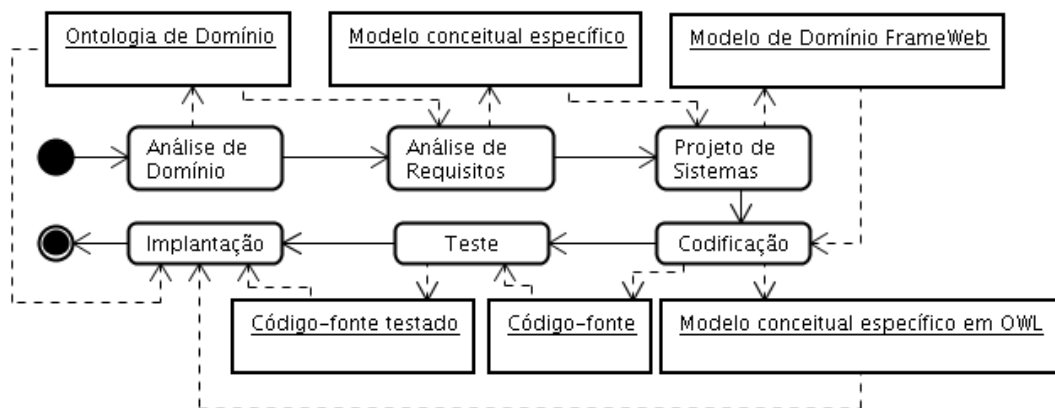 Ontologia de Domínio
Modelo conceitual específico
Modelo de Domínio FrameWeb
Análise de
Domínio
Análise de
Requisitos
Projeto de
Sistemas
Implantação
Teste
Codificação
Código-fonte testado
Código-fonte
Modelo conceitual específico em OWL